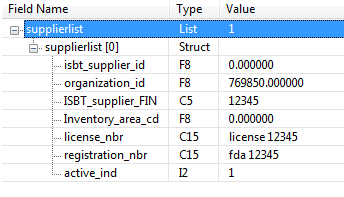 Field Name Type Value
supplierlist List 1
supplierlist [0] Struct
isbt_supplier_id F8 0.000000
organization_id F8 769850.000000
ISBT_supplier_FIN C5 12345
Inventory_area_cd F8 0.000000
license_nbr C15 license 12345
registration_nbr C15 fda 12345
active_ind I2 1